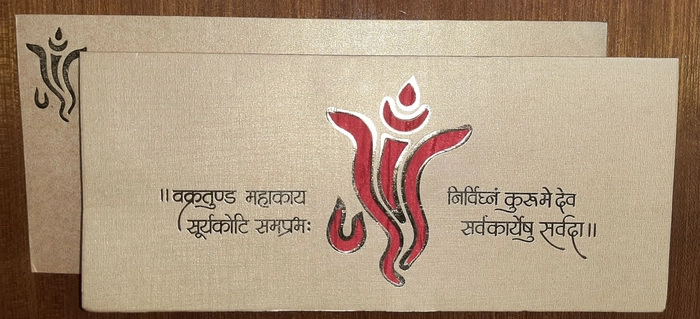 ॥ वक्रतुण्ड महाकाय
सूर्यकोटि समप्रभः
निर्विघ्नं कुरूमे देव
सर्वकार्येषु सर्वदा॥